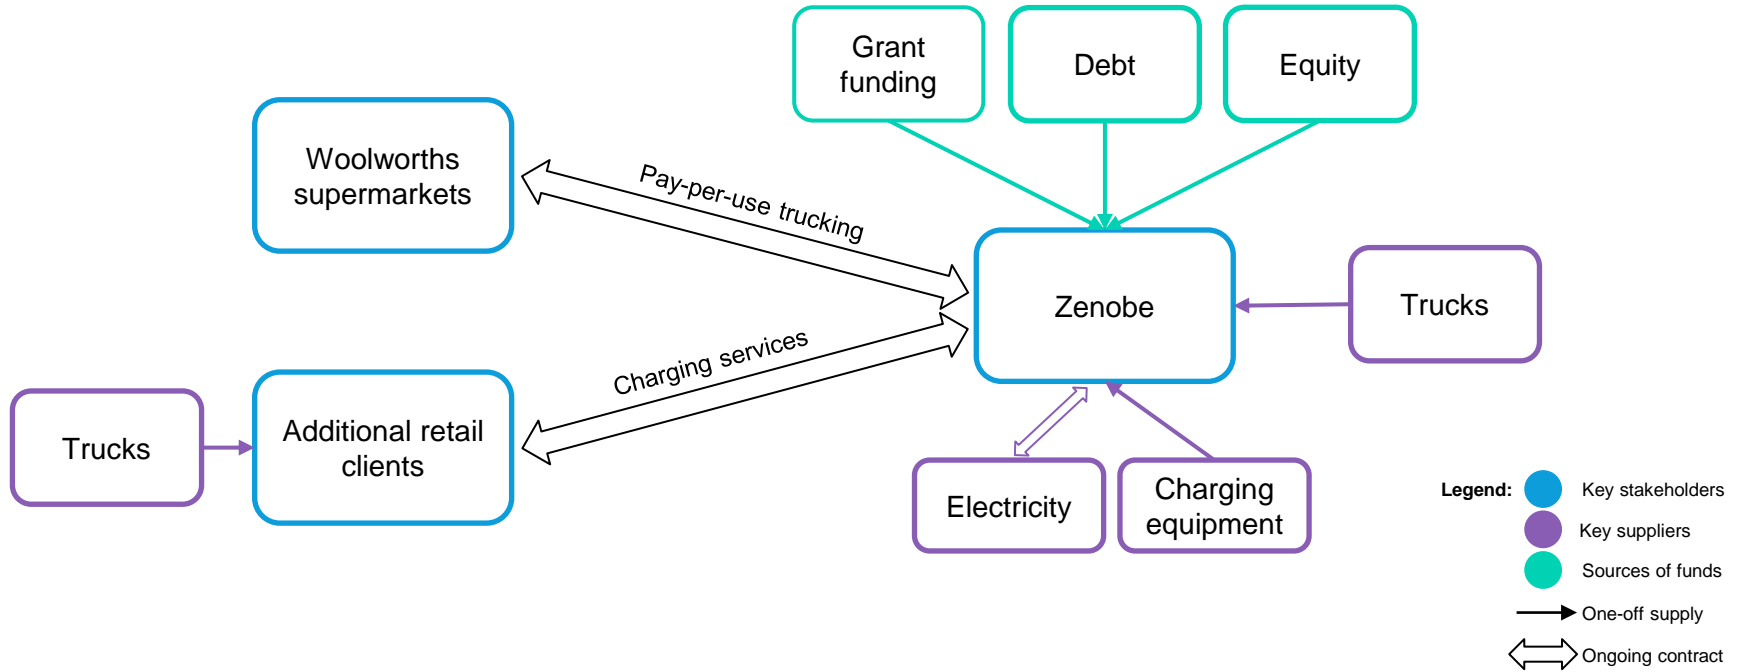 Grant
funding
Debt
Equity
Woolworths
supermarkets
Pay-per-use trucking
Zenobe
Trucks
Charging services
Trucks
Additional retail
clients
Electricity
Charging
equipment
Legend:
Key stakeholders
Key suppliers
Sources of funds
One-off supply
Ongoing contract